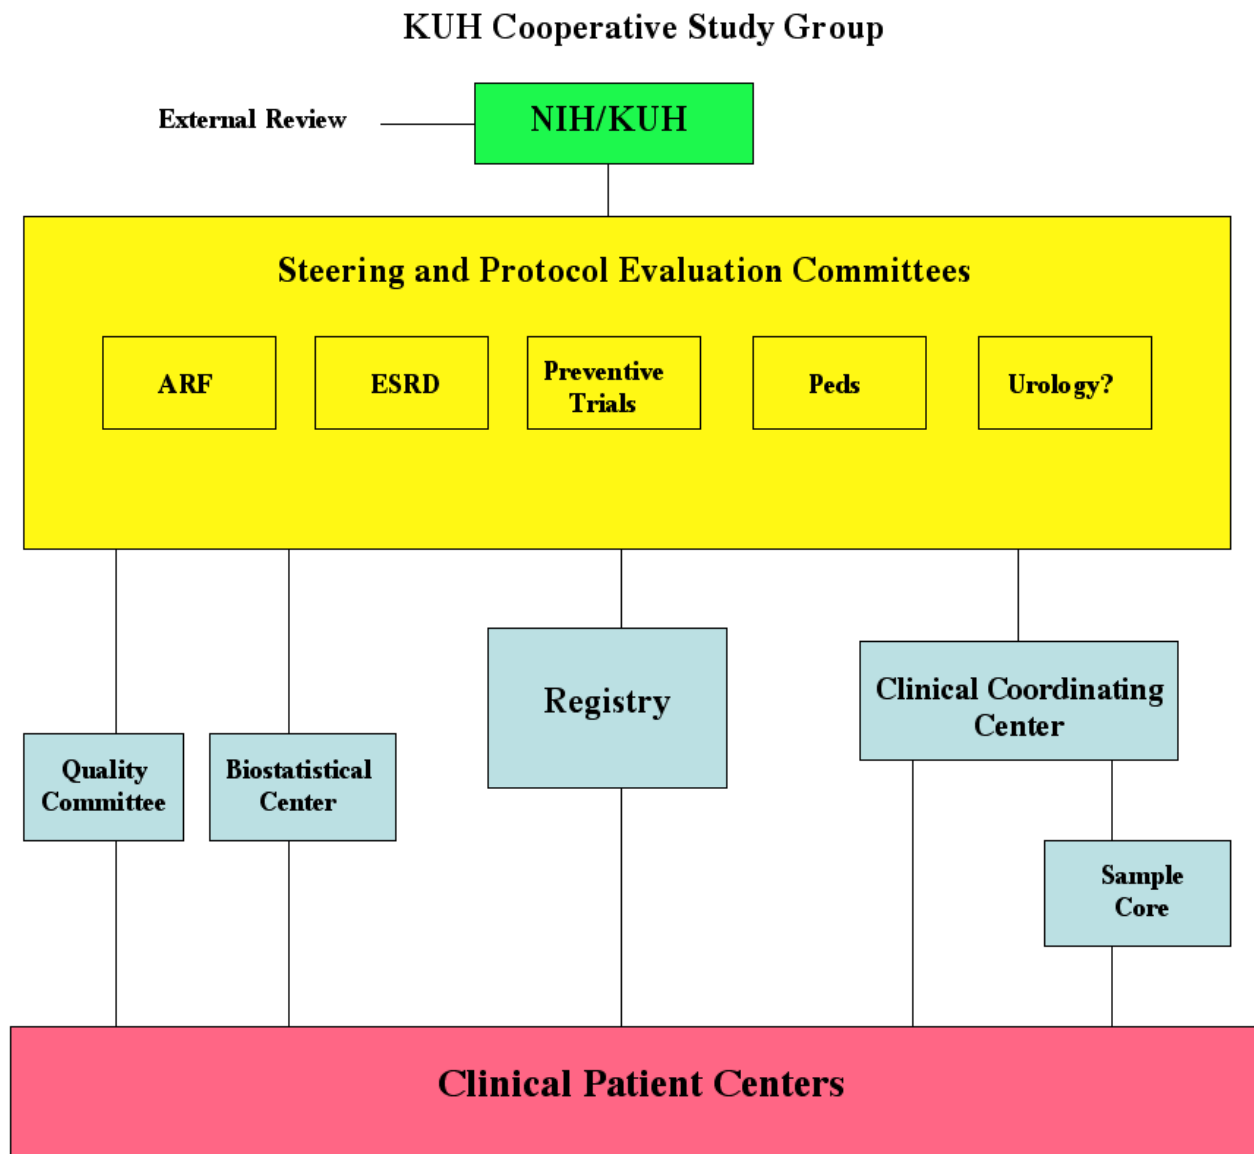 KUH Cooperative Study Group
External Review
NIH/KUH
Steering and Protocol Evaluation Committees
ARF
ESRD
Preventive
Trials
Peds
Urology?
Registry
Clinical Coordinating
Center
Quality
Committee
Biostatistical
Center
Sample
Core
Clinical Patient Centers